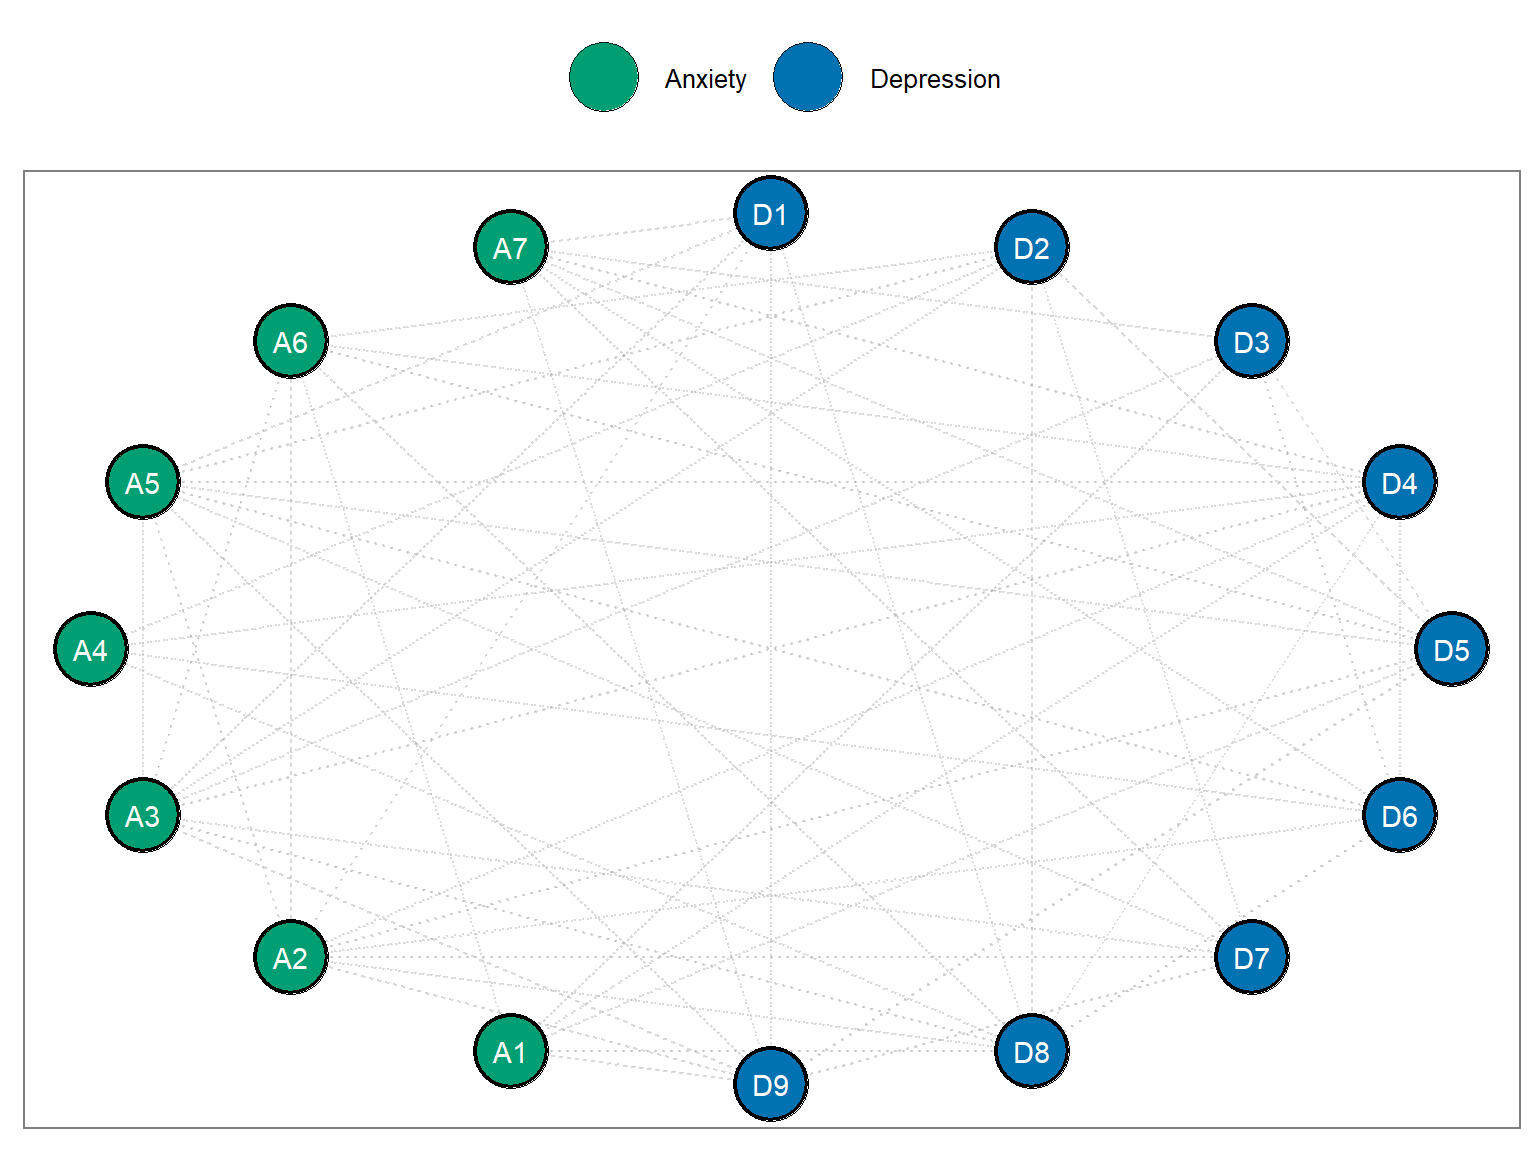 Anxiety Depression
D1
A7 D2
A6 D3
A5 D4
A4 D5
A3 D6
A2 D7
A1 D8
D9